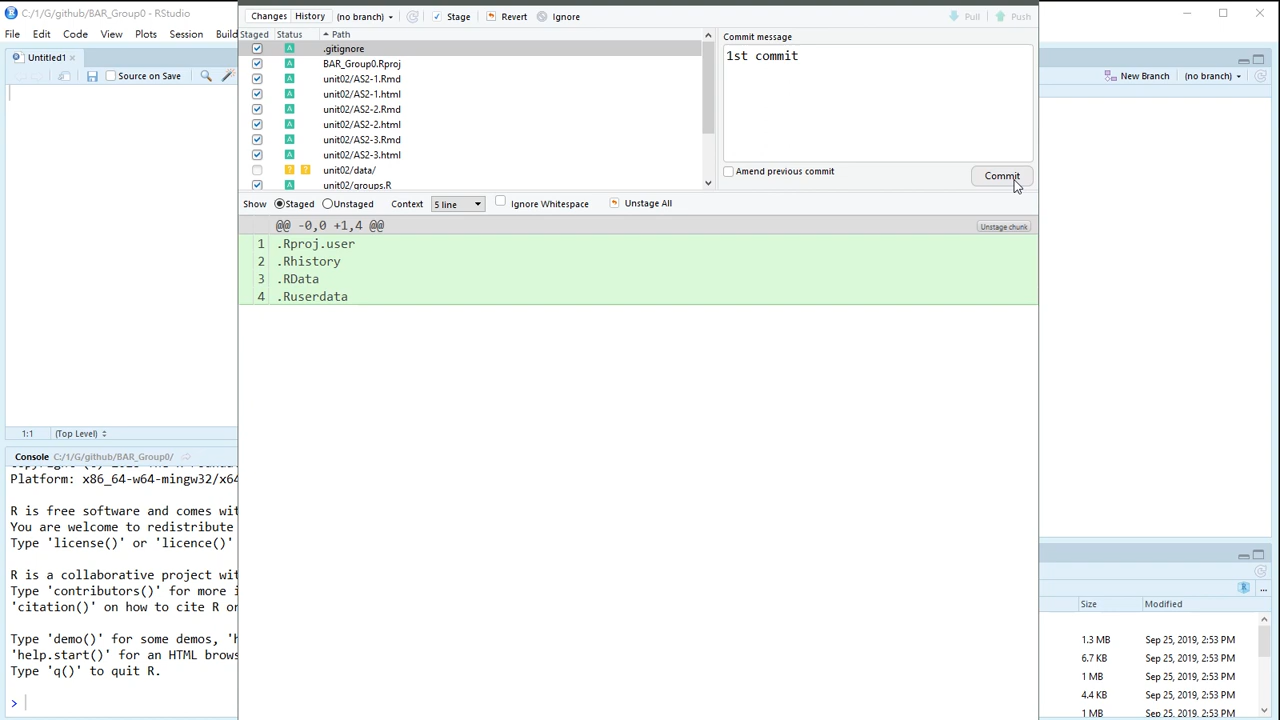 C:/1/G/github/BAR_Group0 - RStudio
File Edit Code View Plots Session Build
Untitled1
Source on Save
1:1 (Top Level)
Console C:/1/G/github/BAR_Group0/
Platform: x86_64-w64-mingw32/x64
R is free software and comes wit
You are welcome to redistribute
Type 'license()' or 'licence()'
R is a collaborative project wit
Type 'contributors()' for more i
'citation()' on how to cite R or
Type 'demo()' for some demos, 'h
'help.start()' for an HTML brows
Type 'q()' to quit R.
>
Changes History (no branch) Stage Revert Ignore Pull Push
Staged Status Path
A .gitignore
A BAR_Group0.Rproj
A unit02/AS2-1.Rmd
A unit02/AS2-1.html
A unit02/AS2-2.Rmd
A unit02/AS2-2.html
A unit02/AS2-3.Rmd
A unit02/AS2-3.html
? ? unit02/data/
A unit02/groups.R
Commit message
1st commit
Amend previous commit
Commit
Show Staged Unstaged Context 5 line Ignore Whitespace Unstage All
@@ -0,0 +1,4 @@ Unstage chunk
1 .Rproj.user
2 .Rhistory
3 .RData
4 .Ruserdata
New Branch (no branch)
...
Size Modified
1.3 MB Sep 25, 2019, 2:53 PM
6.7 KB Sep 25, 2019, 2:53 PM
1 MB Sep 25, 2019, 2:53 PM
4.4 KB Sep 25, 2019, 2:53 PM
1 MB Sep 25, 2019, 2:53 PM